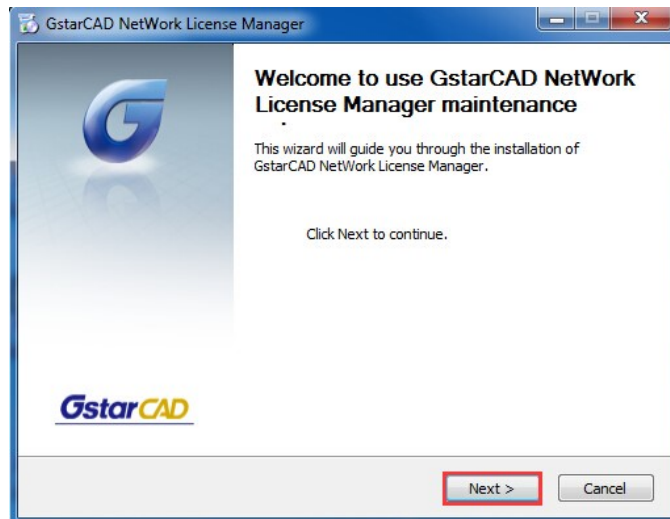 GstarCAD NetWork License Manager
Welcome to use GstarCAD NetWork
License Manager maintenance
This wizard will guide you through the installation of
GstarCAD NetWork License Manager.
Click Next to continue.
GstarCAD
Next >
Cancel